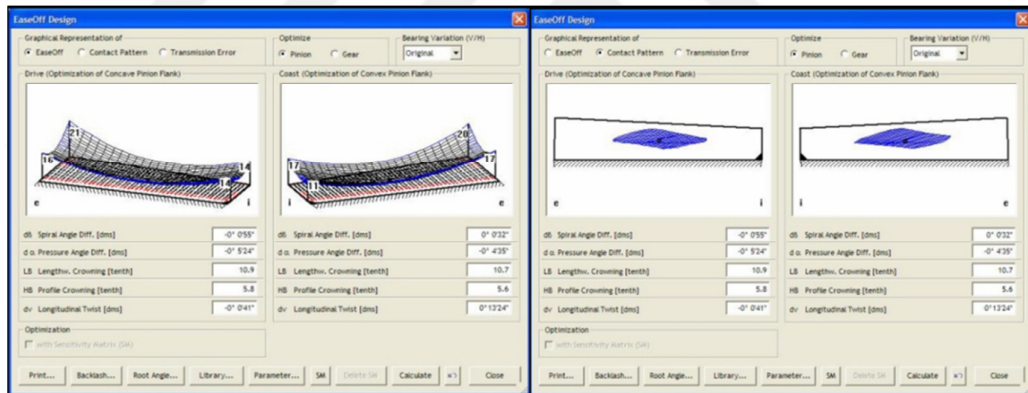 EaseOff Design
Graphical Representation of
EaseOff Contact Pattern Transmission Error
Optimize
Pinion Gear
Bearing Variation (V/H)
Original
Drive (Optimization of Concave Pinion Flank)
21
16
14
14
e i
Coast (Optimization of Convex Pinion Flank)
20
17
17
11
i e
dß Spiral Angle Diff. [dms] -0° 0'55"
dα Pressure Angle Diff. [dms] -0° 5'24"
LB Lengthw. Crowning [tenth] 10.9
HB Profile Crowning [tenth] 5.8
dv Longitudinal Twist [dms] -0° 0'41"
dß Spiral Angle Diff. [dms] 0° 0'32"
dα Pressure Angle Diff. [dms] -0° 4'35"
LB Lengthw. Crowning [tenth] 10.7
HB Profile Crowning [tenth] 5.6
dv Longitudinal Twist [dms] 0°13'24"
Optimization
with Sensitivity Matrix (SM)
Print... Backlash... Root Angle... Library... Parameter... SM Delete SM Calculate Close
EaseOff Design
Graphical Representation of
EaseOff Contact Pattern Transmission Error
Optimize
Pinion Gear
Bearing Variation (V/H)
Original
Drive (Optimization of Concave Pinion Flank)
e i
Coast (Optimization of Convex Pinion Flank)
i e
dß Spiral Angle Diff. [dms] -0° 0'55"
dα Pressure Angle Diff. [dms] -0° 5'24"
LB Lengthw. Crowning [tenth] 10.9
HB Profile Crowning [tenth] 5.8
dv Longitudinal Twist [dms] -0° 0'41"
dß Spiral Angle Diff. [dms] 0° 0'32"
dα Pressure Angle Diff. [dms] -0° 4'35"
LB Lengthw. Crowning [tenth] 10.7
HB Profile Crowning [tenth] 5.6
dv Longitudinal Twist [dms] 0°13'24"
Optimization
with Sensitivity Matrix (SM)
Print... Backlash... Root Angle... Library... Parameter... SM Delete SM Calculate Close